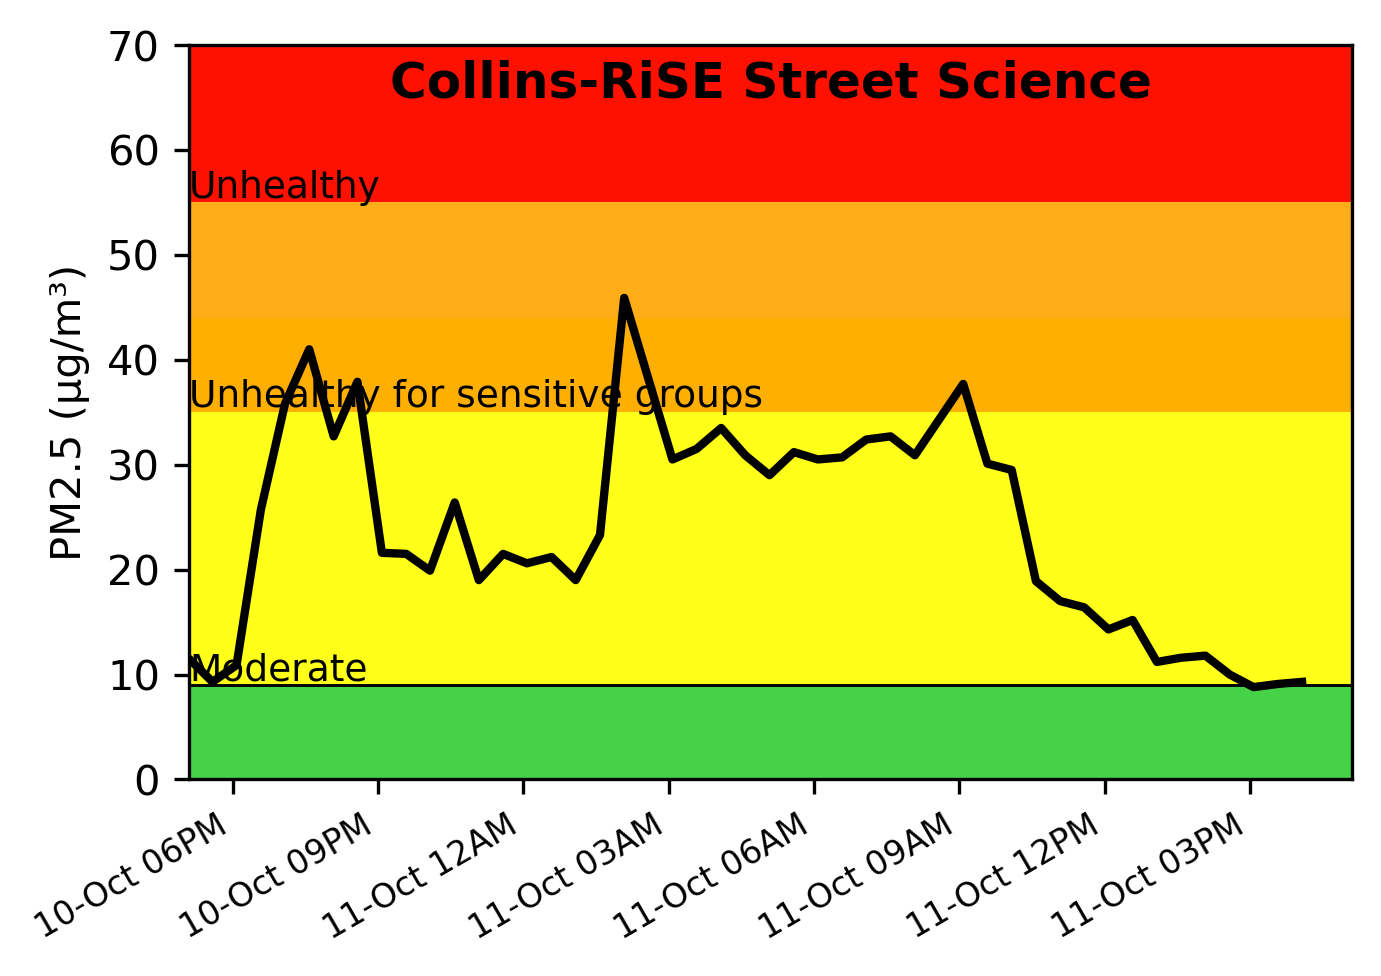 Collins-RiSE Street Science
70
60
Unhealthy
50
40
Unhealthy for sensitive groups
30
20
Moderate
10
0
PM2.5 (µg/m³)
10-Oct 06PM
10-Oct 09PM
11-Oct 12AM
11-Oct 03AM
11-Oct 06AM
11-Oct 09AM
11-Oct 12PM
11-Oct 03PM